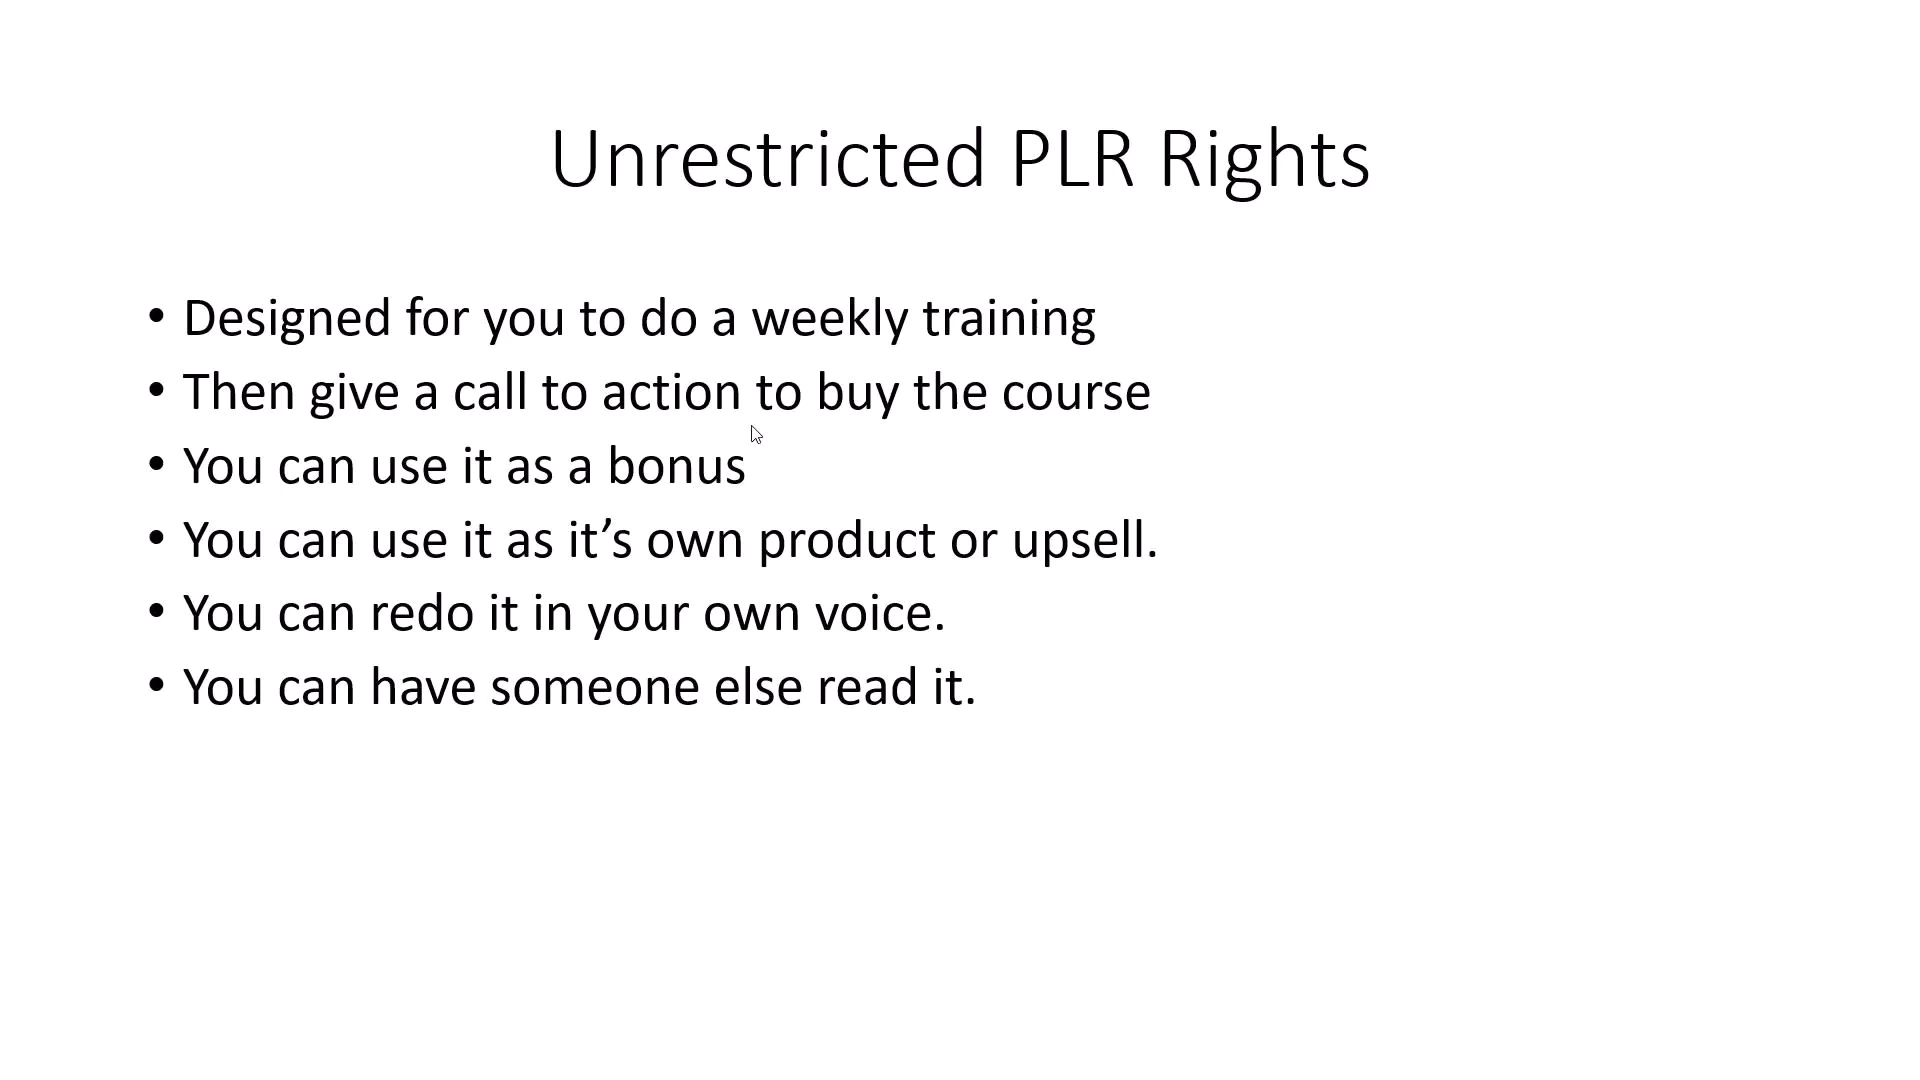 Unrestricted PLR Rights
• Designed for you to do a weekly training
• Then give a call to action to buy the course
• You can use it as a bonus
• You can use it as it’s own product or upsell.
• You can redo it in your own voice.
• You can have someone else read it.